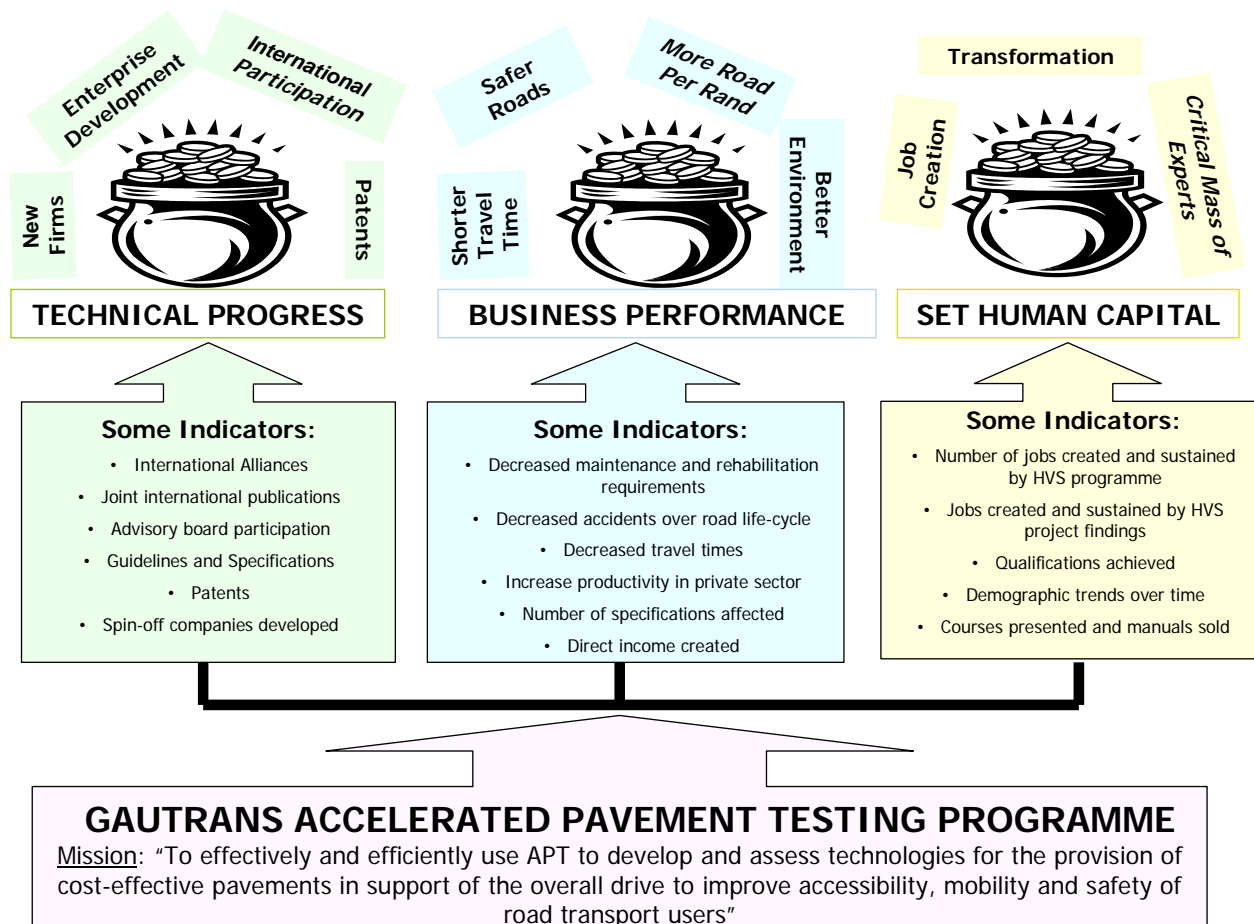 Enterprise
Development
International
Participation
New
Firms
Patents
TECHNICAL PROGRESS
Safer
Roads
More Road
Per Rand
Shorter
Travel
Time
Better
Environment
BUSINESS PERFORMANCE
Transformation
Job
Creation
Critical Mass of
Experts
SET HUMAN CAPITAL
Some Indicators:
• International Alliances
• Joint international publications
• Advisory board participation
• Guidelines and Specifications
• Patents
• Spin-off companies developed
Some Indicators:
• Decreased maintenance and rehabilitation
requirements
• Decreased accidents over road life-cycle
• Decreased travel times
• Increase productivity in private sector
• Number of specifications affected
• Direct income created
Some Indicators:
• Number of jobs created and sustained
by HVS programme
• Jobs created and sustained by HVS
project findings
• Qualifications achieved
• Demographic trends over time
• Courses presented and manuals sold
GAUTRANS ACCELERATED PAVEMENT TESTING PROGRAMME
Mission: “To effectively and efficiently use APT to develop and assess technologies for the provision of
cost-effective pavements in support of the overall drive to improve accessibility, mobility and safety of
road transport users”